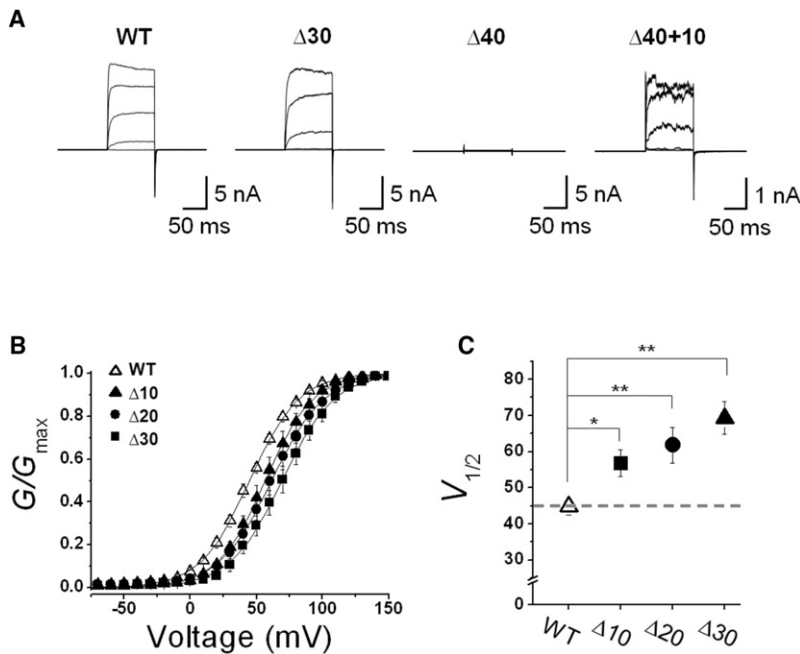 A
WT Δ30 Δ40 Δ40+10
5 nA 5 nA 5 nA 1 nA
50 ms 50 ms 50 ms 50 ms
B
WT
Δ10
Δ20
Δ30
1.0
0.8
0.6
0.4
0.2
0.0
G/Gmax
-50 0 50 100 150
Voltage (mV)
C
**
**
*
80
70
60
50
40
30
0
V1/2
WT Δ10 Δ20 Δ30